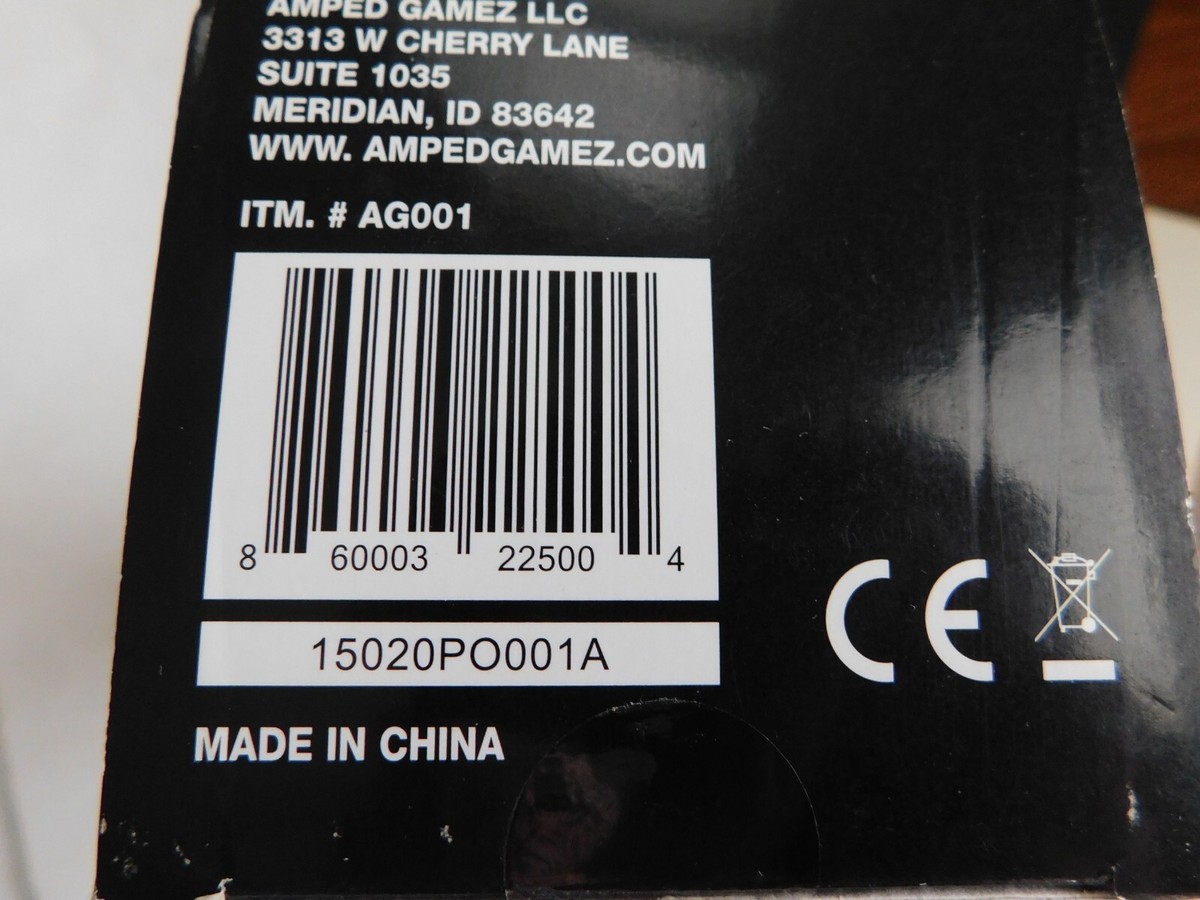 AMPED GAMEZ LLC
3313 W CHERRY LANE
SUITE 1035
MERIDIAN, ID 83642
WWW. AMPEDGAMEZ.COM
ITM. # AG001
8 60003 22500 4
15020PO001A
CE
MADE IN CHINA